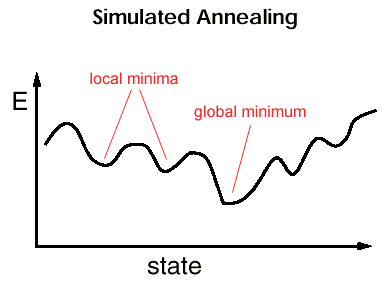 Simulated Annealing
local minima
E
global minimum
state